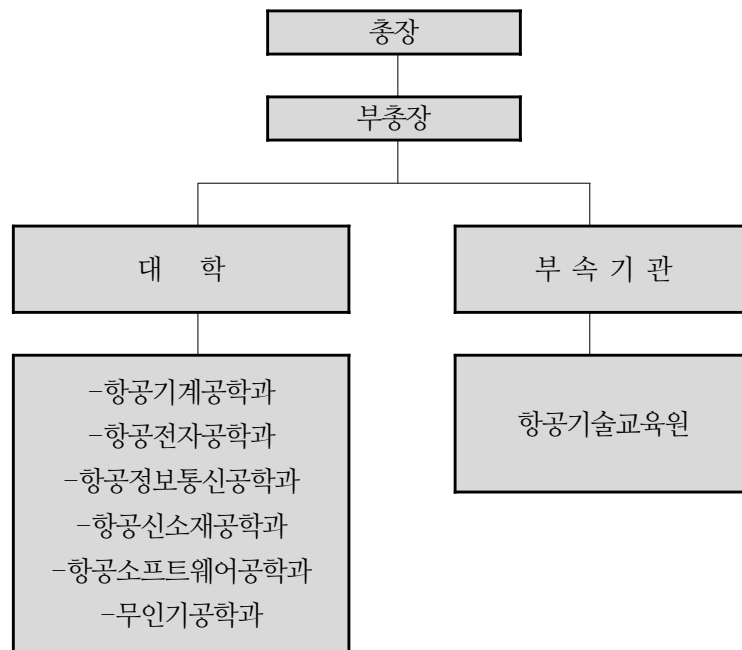 총장
부총장
대 학
부 속 기 관
-항공기계공학과
-항공전자공학과
-항공정보통신공학과
-항공신소재공학과
-항공소프트웨어공학과
-무인기공학과
항공기술교육원